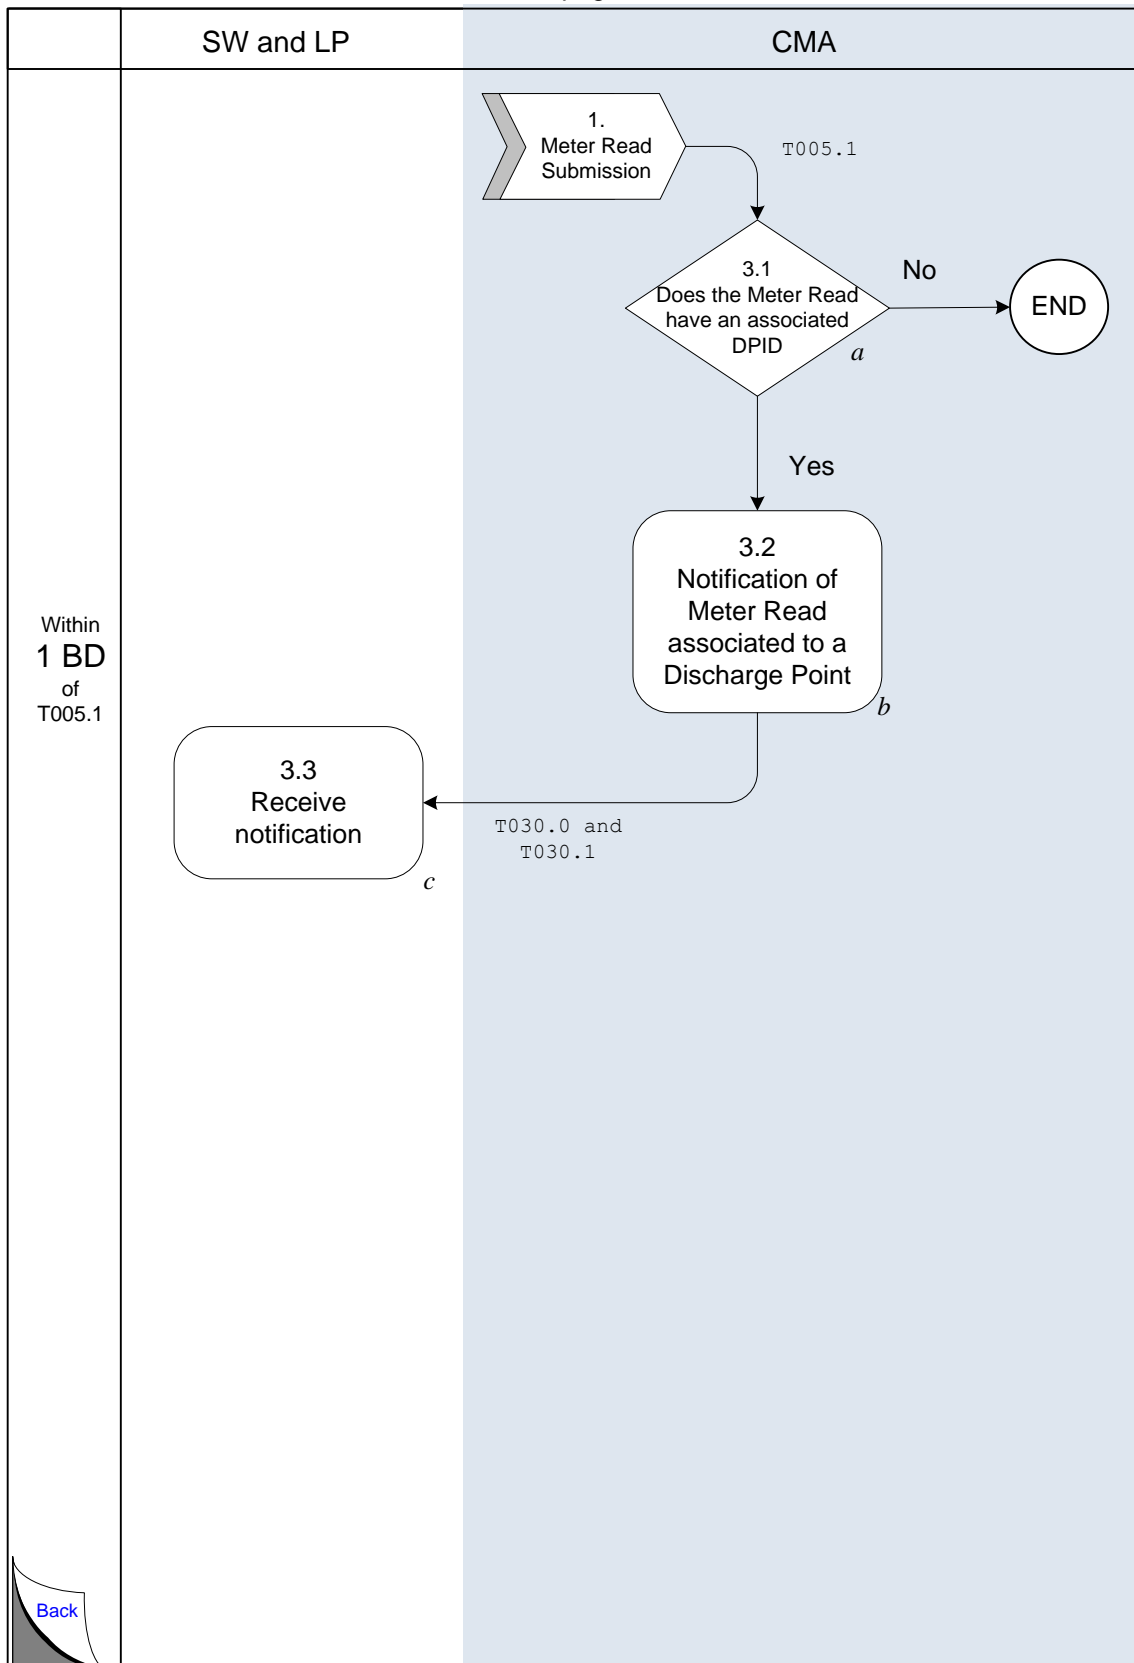 SW and LP
CMA
1.
Meter Read
Submission
T005.1
3.1
Does the Meter Read
have an associated
DPID
a
No
END
Yes
3.2
Notification of
Meter Read
associated to a
Discharge Point
b
Within
1 BD
of
T005.1
3.3
Receive
notification
c
T030.0 and
T030.1
Back